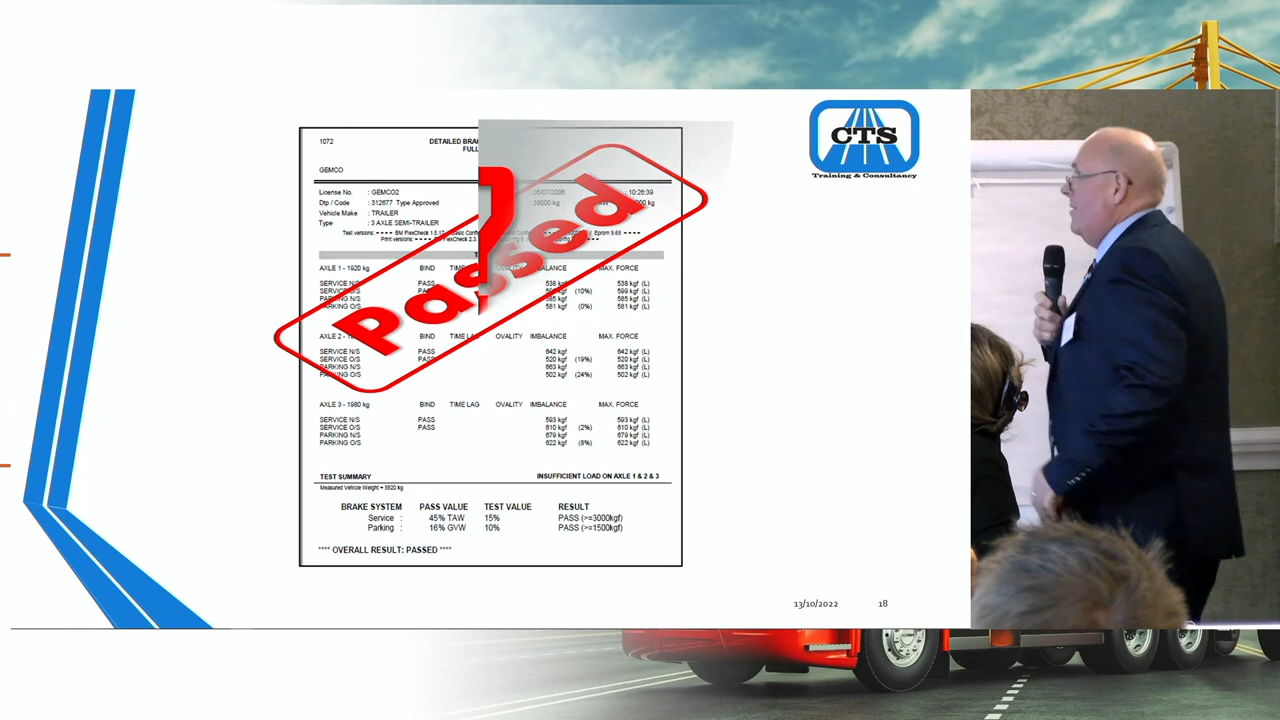 1072 DETAILED BRA
FUL
GEMCO
License No. : GEMCO2 : 10:26:39
Dtp / Code : 312677 Type Approved : 38000 kg
Vehicle Make : TRAILER
Type : 3 AXLE SEMI-TRAILER
Passed
AXLE 1 - 1920 kg BIND MAX. FORCE
SERVICE N/S PASS 538 kgf 538 kgf (L)
SERVICE O/S (10%) 599 kgf (L)
PARKING N/S 585 kgf 585 kgf (L)
PARKING O/S 581 kgf (0%) 581 kgf (L)
AXLE 2 - BIND TIME LAG OVALITY IMBALANCE MAX. FORCE
SERVICE N/S PASS 642 kgf 642 kgf (L)
SERVICE O/S PASS 520 kgf (19%) 520 kgf (L)
PARKING N/S 663 kgf 663 kgf (L)
PARKING O/S 502 kgf (24%) 502 kgf (L)
AXLE 3 - 1980 kg BIND TIME LAG OVALITY IMBALANCE MAX. FORCE
SERVICE N/S PASS 593 kgf 593 kgf (L)
SERVICE O/S PASS 610 kgf (2%) 610 kgf (L)
PARKING N/S 679 kgf 679 kgf (L)
PARKING O/S 622 kgf (8%) 622 kgf (L)
TEST SUMMARY INSUFFICIENT LOAD ON AXLE 1 & 2 & 3
Measured Vehicle Weight = 5820 kg
BRAKE SYSTEM PASS VALUE TEST VALUE RESULT
Service : 45% TAW 15% PASS (>=3000kgf)
Parking : 16% GVW 10% PASS (>=1500kgf)
**** OVERALL RESULT: PASSED ****
CTS
Training & Consultancy
13/10/2022 18